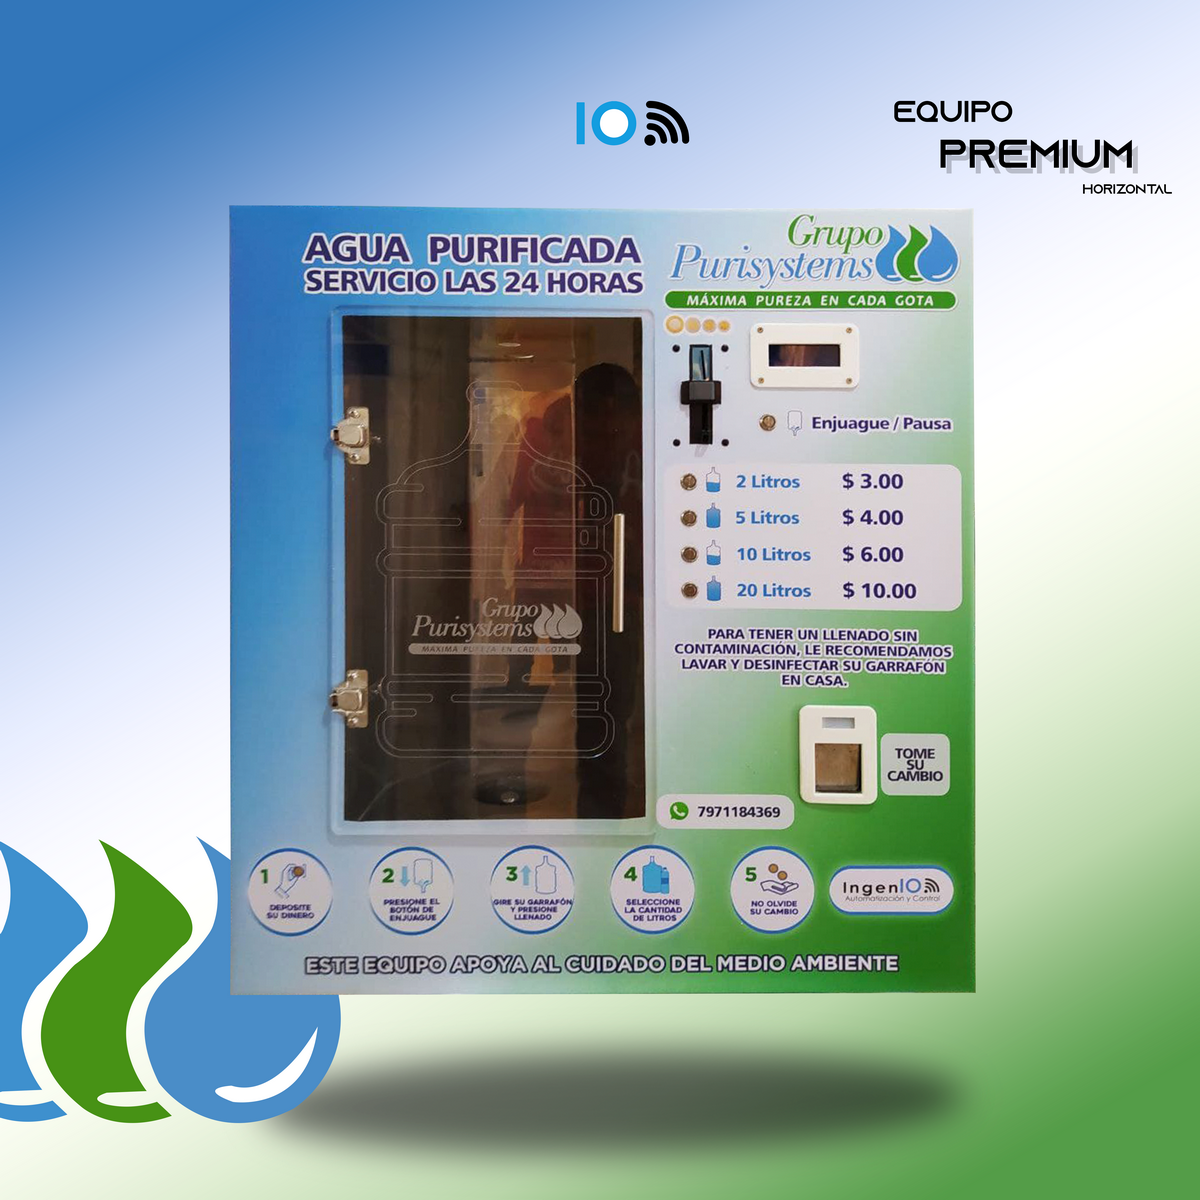 IO
EQUIPO
PREMIUM
HORIZONTAL
AGUA PURIFICADA
SERVICIO LAS 24 HORAS
Grupo
Purisystems
MÁXIMA PUREZA EN CADA GOTA
Enjuague / Pausa
2 Litros $ 3.00
5 Litros $ 4.00
10 Litros $ 6.00
20 Litros $ 10.00
Grupo
Purisystems
MÁXIMA PUREZA EN CADA GOTA
PARA TENER UN LLENADO SIN
CONTAMINACIÓN, LE RECOMENDAMOS
LAVAR Y DESINFECTAR SU GARRAFÓN
EN CASA.
TOME
SU
CAMBIO
7971184369
1
DEPOSITE
SU DINERO
2
PRESIONE EL
BOTÓN DE
ENJUAGUE
3
GIRE SU GARRAFÓN
Y PRESIONE
LLENADO
4
SELECCIONE
LA CANTIDAD
DE LITROS
5
NO OLVIDE
SU CAMBIO
IngenIO
Automatización y Control
ESTE EQUIPO APOYA AL CUIDADO DEL MEDIO AMBIENTE